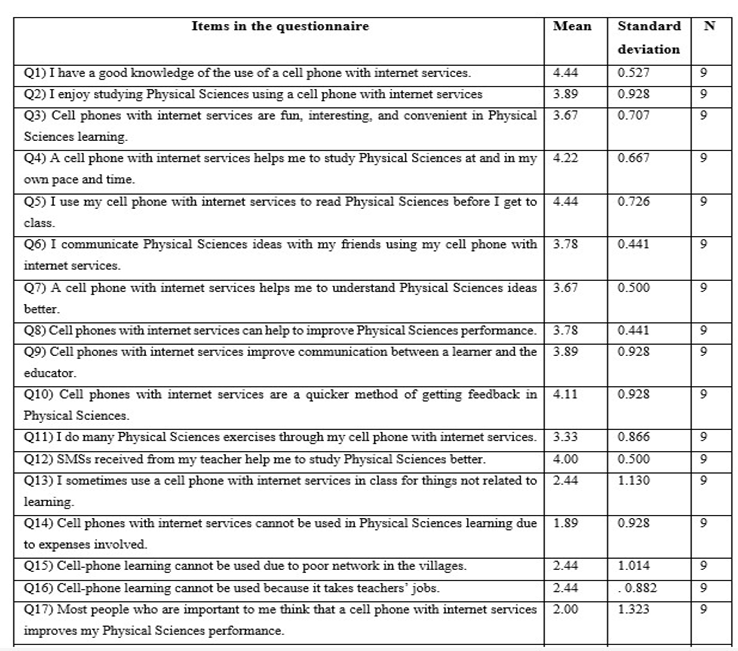 Items in the questionnaire Mean Standard N
deviation
Q1) I have a good knowledge of the use of a cell phone with internet services. 4.44 0.527 9
Q2) I enjoy studying Physical Sciences using a cell phone with internet services 3.89 0.928 9
Q3) Cell phones with internet services are fun, interesting, and convenient in Physical 3.67 0.707 9
Sciences learning.
Q4) A cell phone with internet services helps me to study Physical Sciences at and in my 4.22 0.667 9
own pace and time.
Q5) I use my cell phone with internet services to read Physical Sciences before I get to 4.44 0.726 9
class.
Q6) I communicate Physical Sciences ideas with my friends using my cell phone with 3.78 0.441 9
internet services.
Q7) A cell phone with internet services helps me to understand Physical Sciences ideas 3.67 0.500 9
better.
Q8) Cell phones with internet services can help to improve Physical Sciences performance. 3.78 0.441 9
Q9) Cell phones with internet services improve communication between a learner and the 3.89 0.928 9
educator.
Q10) Cell phones with internet services are a quicker method of getting feedback in 4.11 0.928 9
Physical Sciences.
Q11) I do many Physical Sciences exercises through my cell phone with internet services. 3.33 0.866 9
Q12) SMSs received from my teacher help me to study Physical Sciences better. 4.00 0.500 9
Q13) I sometimes use a cell phone with internet services in class for things not related to 2.44 1.130 9
learning.
Q14) Cell phones with internet services cannot be used in Physical Sciences learning due 1.89 0.928 9
to expenses involved.
Q15) Cell-phone learning cannot be used due to poor network in the villages. 2.44 1.014 9
Q16) Cell-phone learning cannot be used because it takes teachers’ jobs. 2.44 . 0.882 9
Q17) Most people who are important to me think that a cell phone with internet services 2.00 1.323 9
improves my Physical Sciences performance.